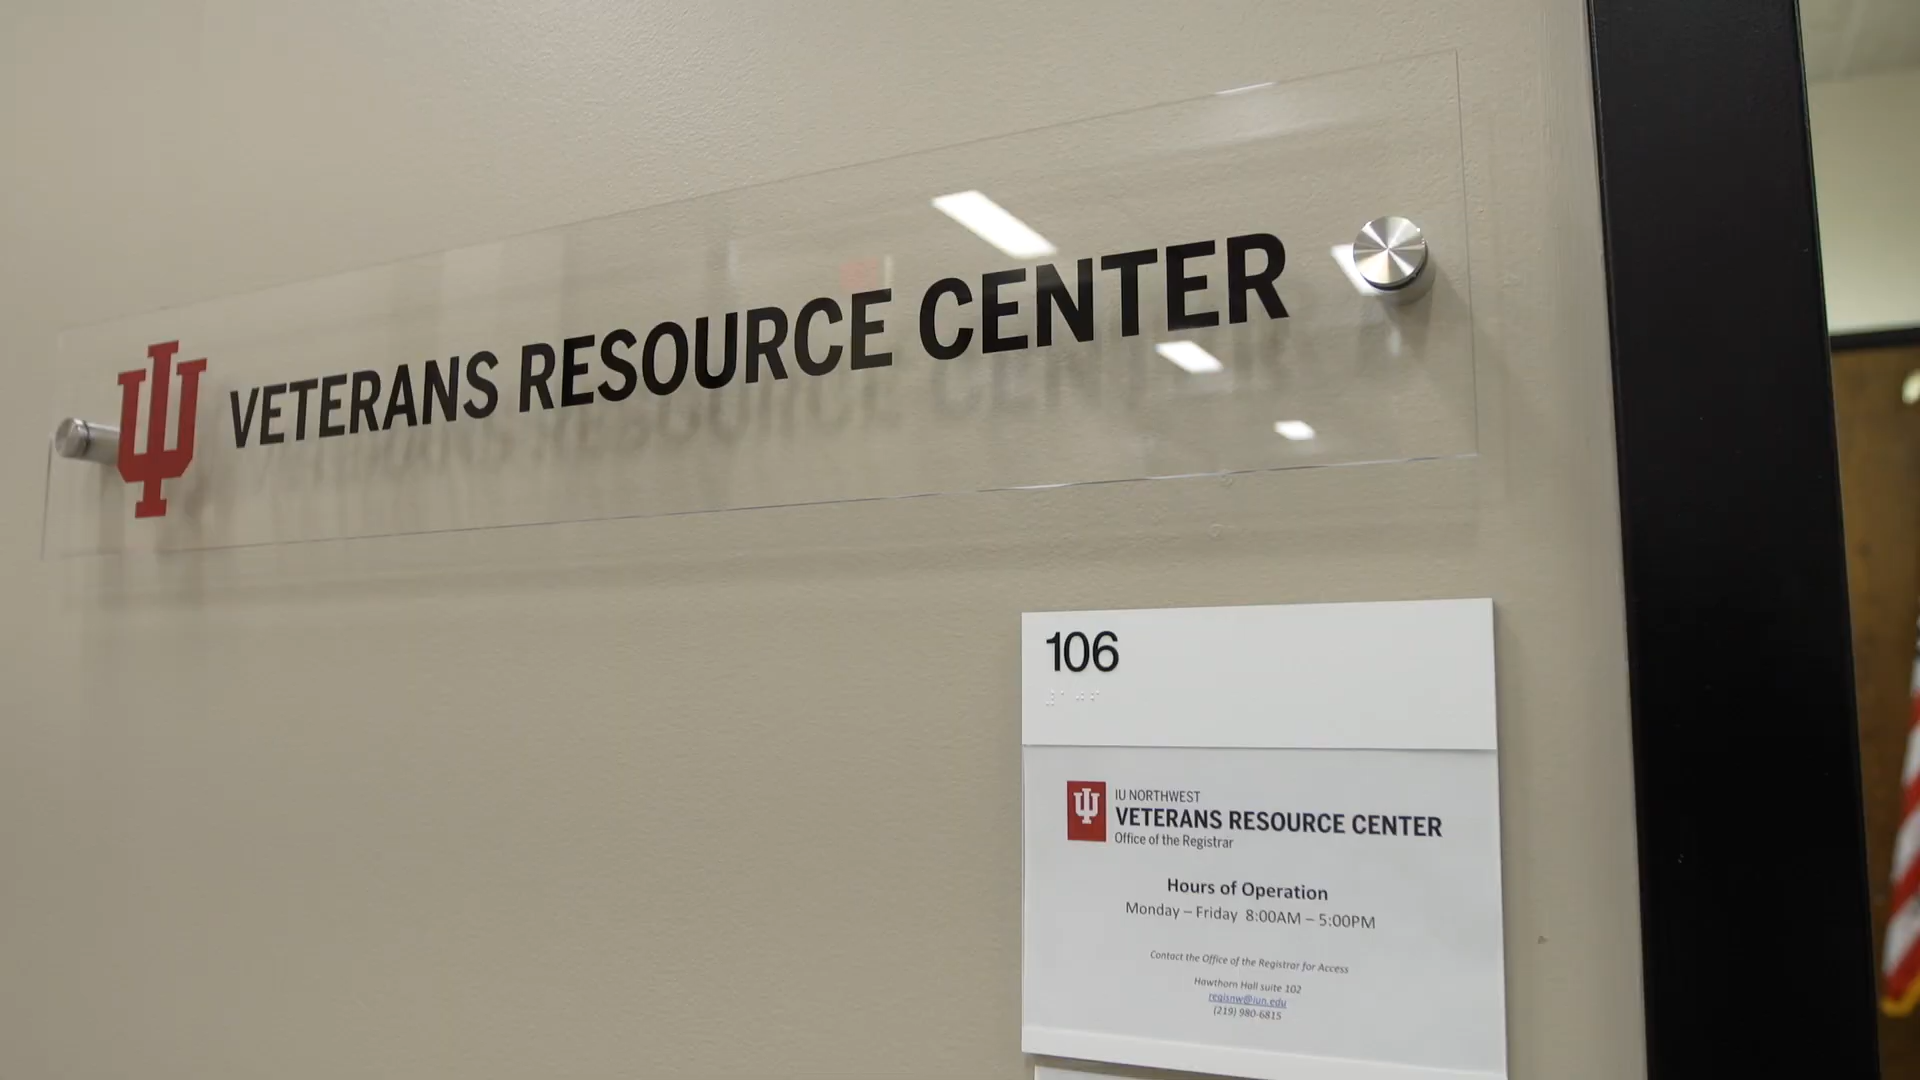 VETERANS RESOURCE CENTER
106
IU NORTHWEST
VETERANS RESOURCE CENTER
Office of the Registrar
Hours of Operation
Monday – Friday 8:00AM – 5:00PM
Contact the Office of the Registrar for Access
Hawthorn Hall suite 102
regisnw@iun.edu
(219) 980-6815